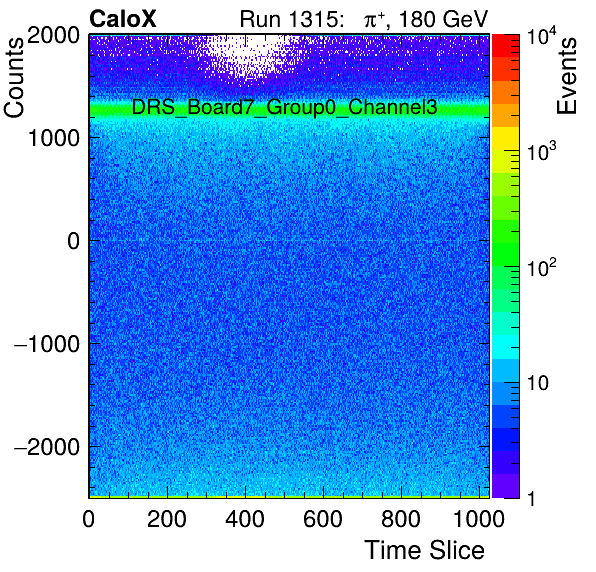 CaloX Run 1315: π⁺, 180 GeV
Counts
Events
DRS_Board7_Group0_Channel3
2000
1000
0
−1000
−2000
0 200 400 600 800 1000
Time Slice
10⁴
10³
10²
10
1